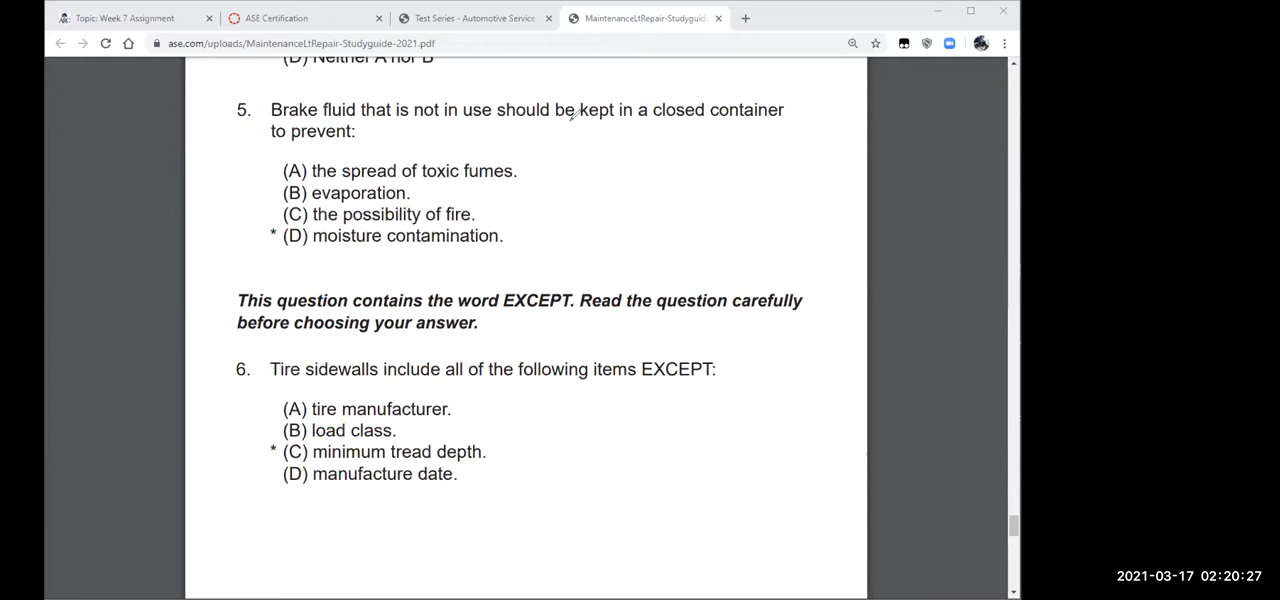 Topic: Week 7 Assignment
ASE Certification
Test Series - Automotive Service
MaintenanceLtRepair-Studyguide
ase.com/uploads/MaintenanceLtRepair-Studyguide-2021.pdf
(D) Neither A nor B
5. Brake fluid that is not in use should be kept in a closed container
to prevent:
(A) the spread of toxic fumes.
(B) evaporation.
(C) the possibility of fire.
* (D) moisture contamination.
This question contains the word EXCEPT. Read the question carefully
before choosing your answer.
6. Tire sidewalls include all of the following items EXCEPT:
(A) tire manufacturer.
(B) load class.
* (C) minimum tread depth.
(D) manufacture date.
2021-03-17 02:20:27